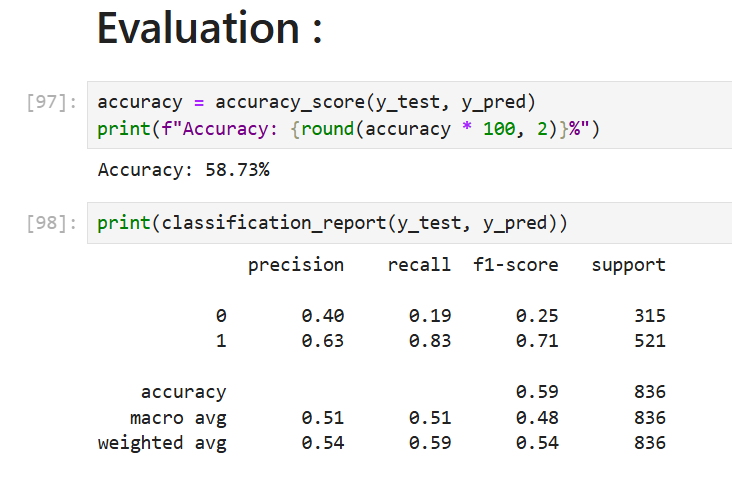 Evaluation :
[97]: accuracy = accuracy_score(y_test, y_pred)
print(f"Accuracy: {round(accuracy * 100, 2)}%")
Accuracy: 58.73%
[98]: print(classification_report(y_test, y_pred))
precision recall f1-score support
0 0.40 0.19 0.25 315
1 0.63 0.83 0.71 521
accuracy 0.59 836
macro avg 0.51 0.51 0.48 836
weighted avg 0.54 0.59 0.54 836